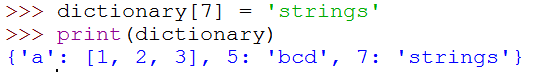 >>> dictionary[7] = 'strings'
>>> print(dictionary)
{'a': [1, 2, 3], 5: 'bcd', 7: 'strings'}